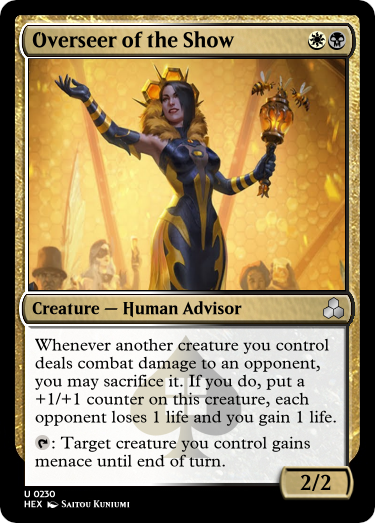 Overseer of the Show
Creature — Human Advisor
Whenever another creature you control
deals combat damage to an opponent,
you may sacrifice it. If you do, put a
+1/+1 counter on this creature, each
opponent loses 1 life and you gain 1 life.
: Target creature you control gains
menace until end of turn.
2/2
U 0230
HEX SAITOU KUNIUMI